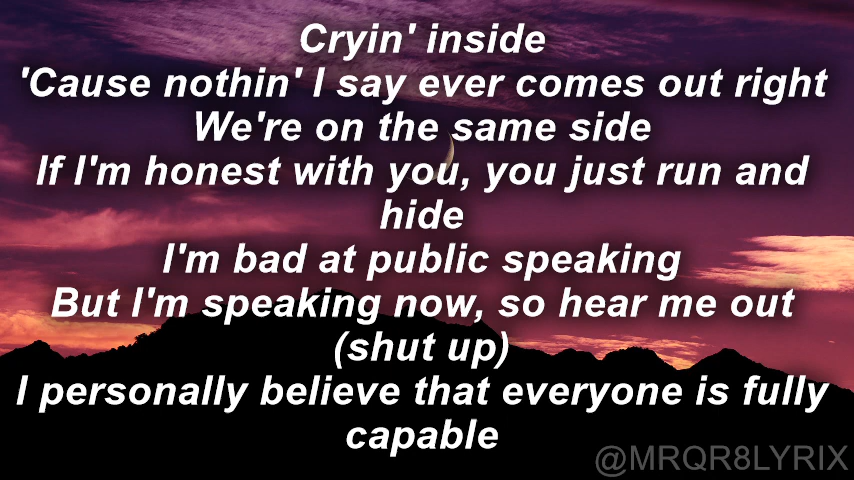 Cryin' inside
'Cause nothin' I say ever comes out right
We're on the same side
If I'm honest with you, you just run and
hide
I'm bad at public speaking
But I'm speaking now, so hear me out
(shut up)
I personally believe that everyone is fully
capable
@MRQR8LYRIX